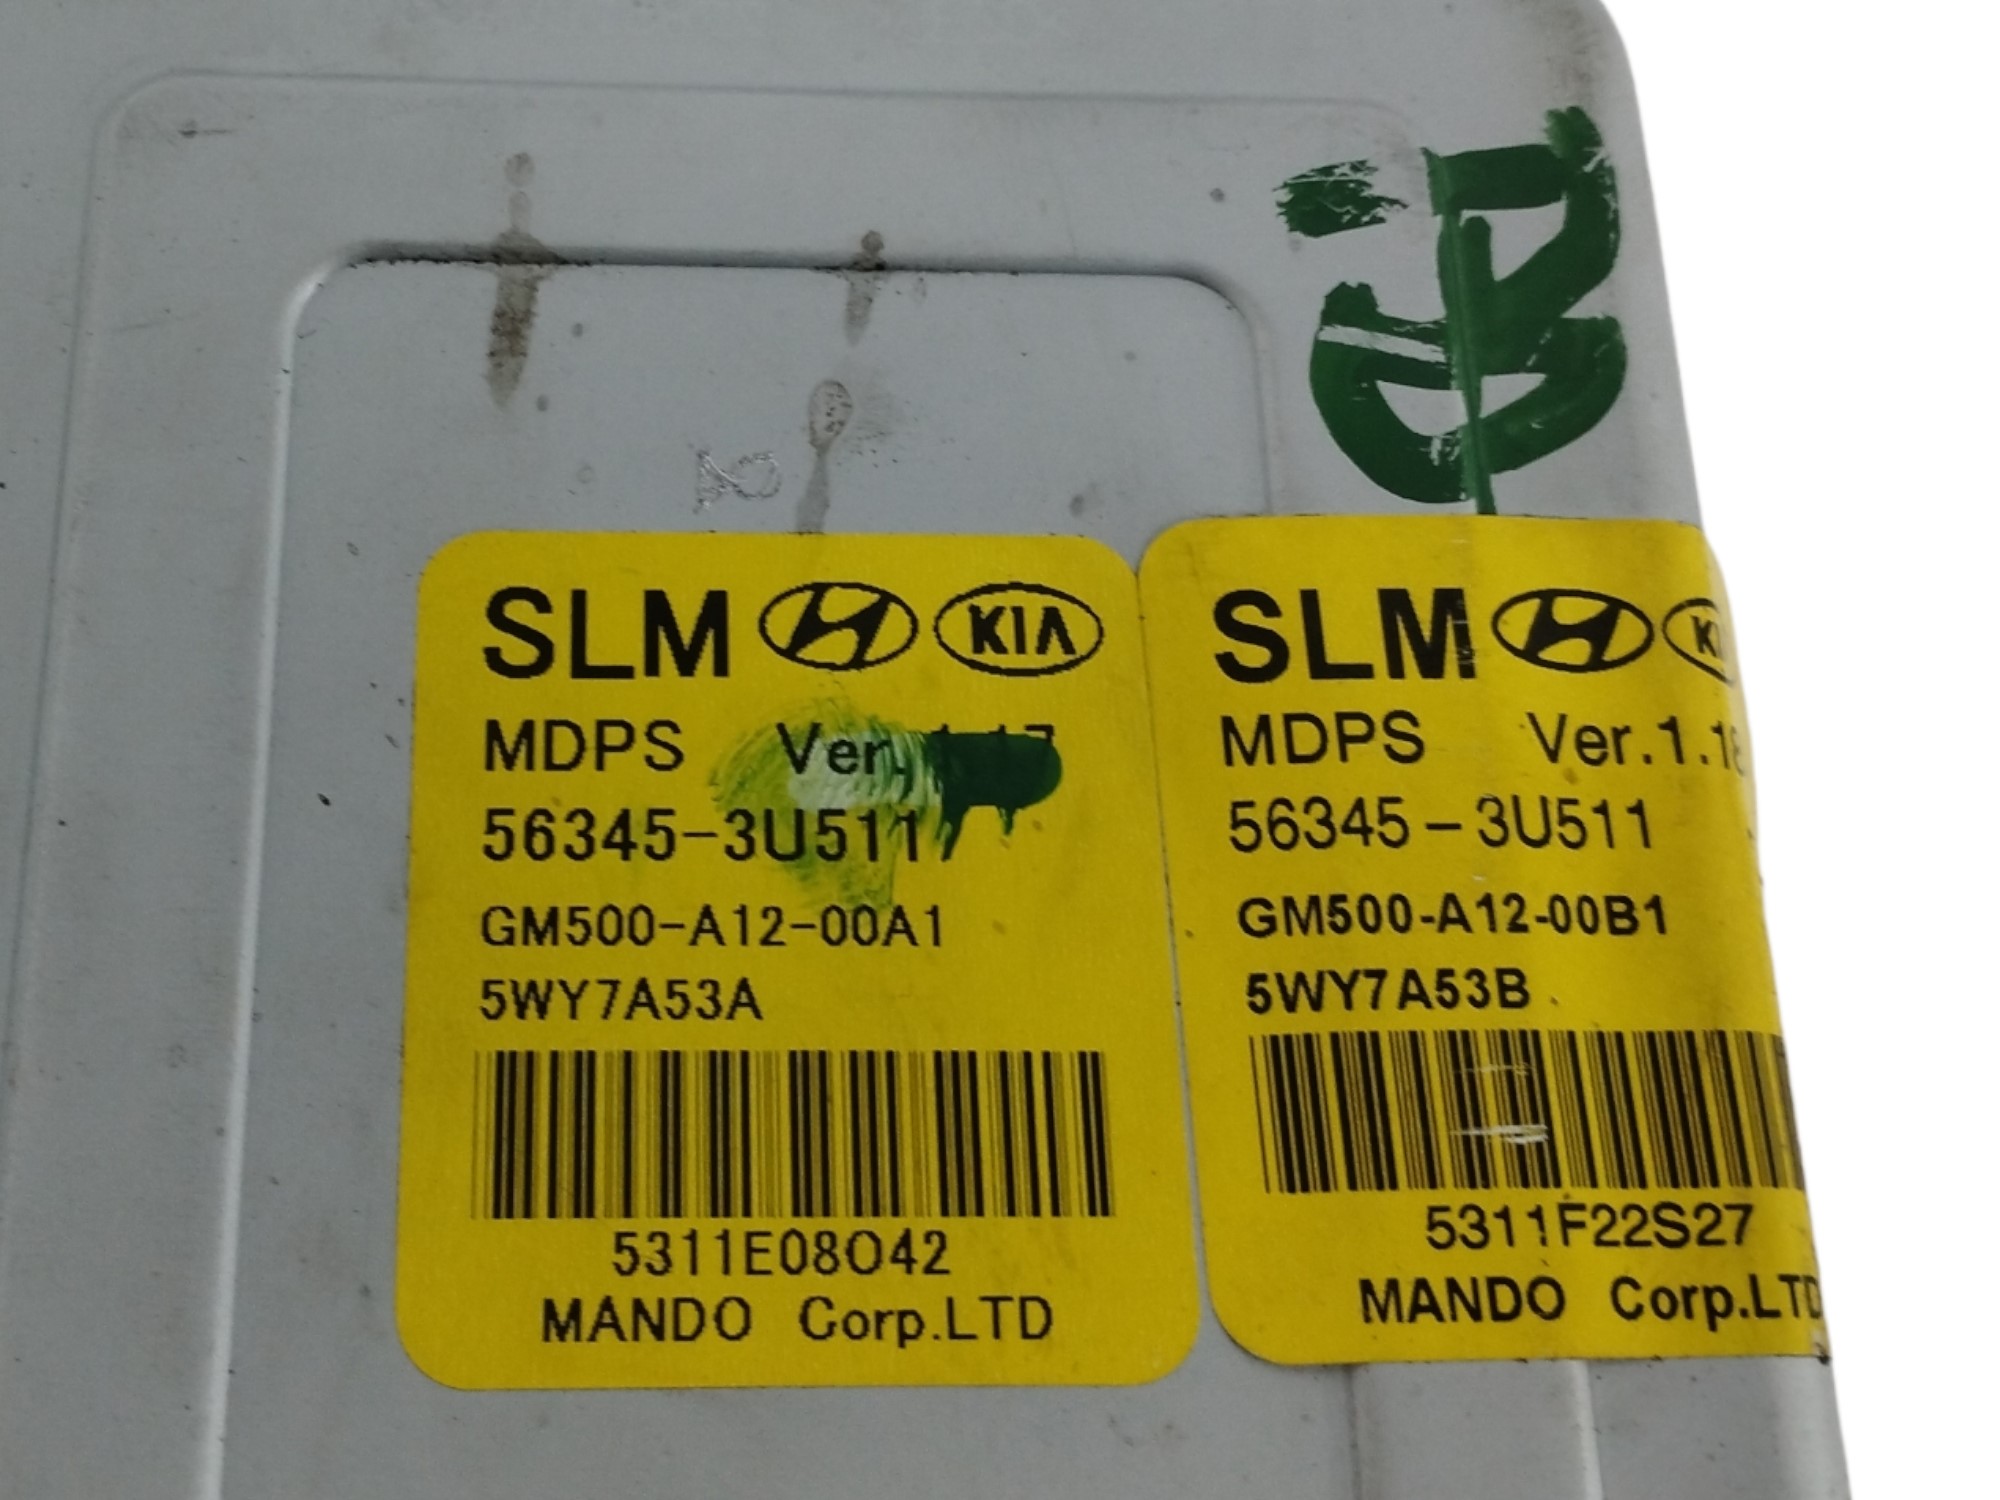 SLM KIA
MDPS Ver.
56345-3U511
GM500-A12-00A1
5WY7A53A
5311E08O42
MANDO Corp.LTD
SLM
MDPS Ver.1.18
56345-3U511
GM500-A12-00B1
5WY7A53B
5311F22S27
MANDO Corp.LTD